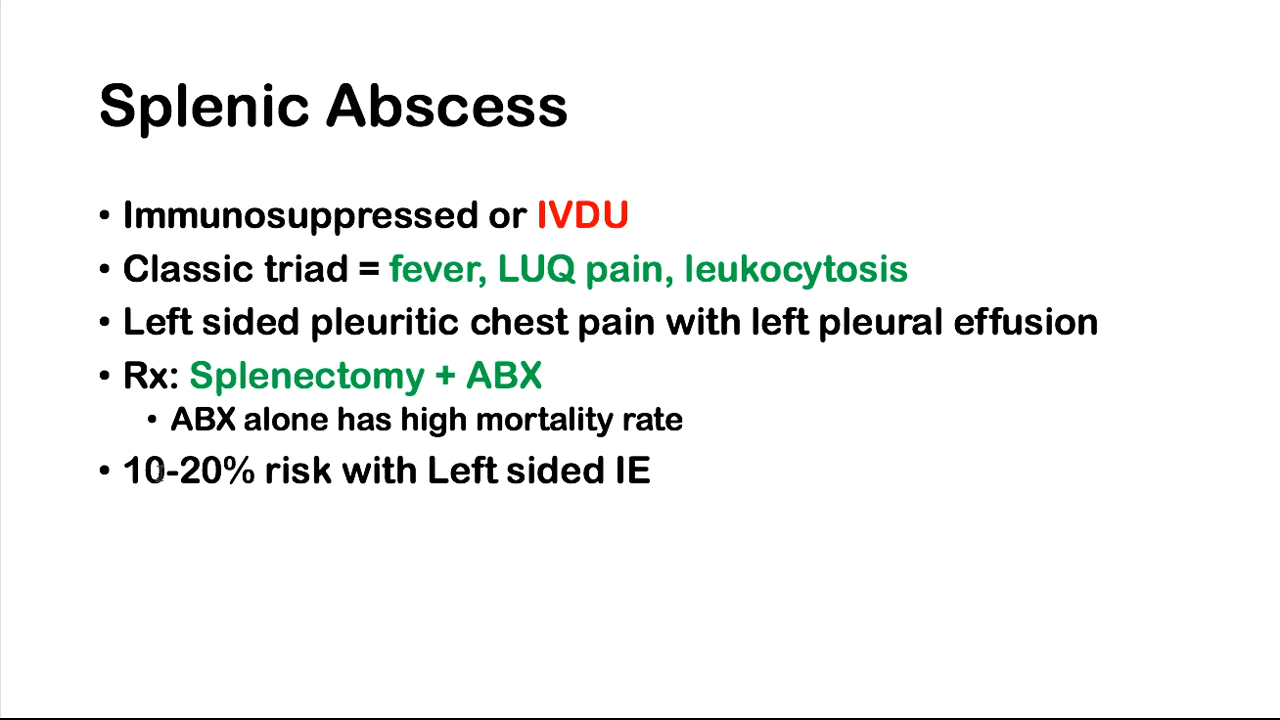 Splenic Abscess
• Immunosuppressed or IVDU
• Classic triad = fever, LUQ pain, leukocytosis
• Left sided pleuritic chest pain with left pleural effusion
• Rx: Splenectomy + ABX
• ABX alone has high mortality rate
• 10-20% risk with Left sided IE